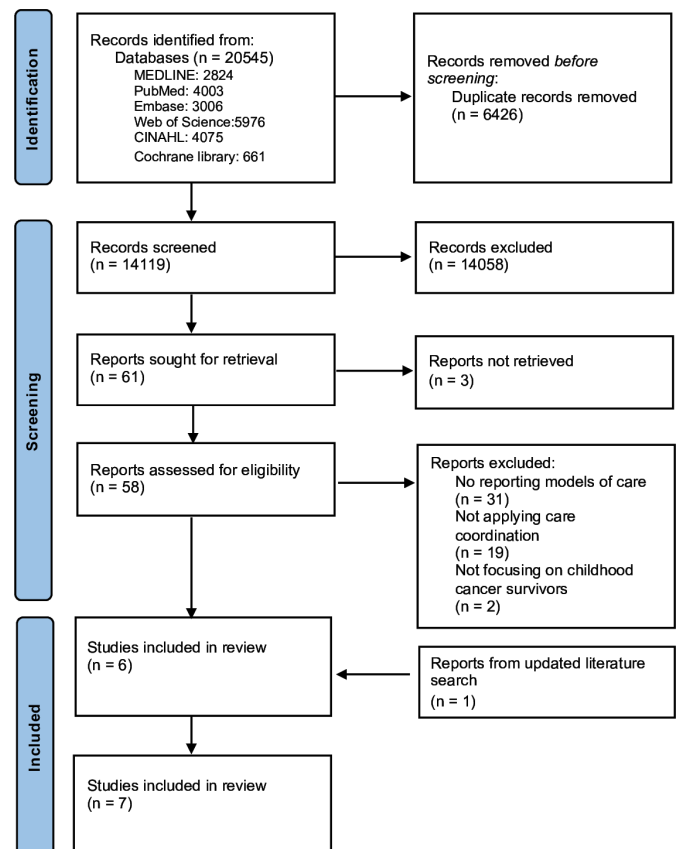 Identification
Records identified from:
Databases (n = 20545)
MEDLINE: 2824
PubMed: 4003
Embase: 3006
Web of Science:5976
CINAHL: 4075
Cochrane library: 661
Records removed before
screening:
Duplicate records removed
(n = 6426)
Screening
Records screened
(n = 14119)
Records excluded
(n = 14058)
Reports sought for retrieval
(n = 61)
Reports not retrieved
(n = 3)
Reports assessed for eligibility
(n = 58)
Reports excluded:
No reporting models of care
(n = 31)
Not applying care
coordination
(n = 19)
Not focusing on childhood
cancer survivors
(n = 2)
Included
Studies included in review
(n = 6)
Reports from updated literature
search
(n = 1)
Studies included in review
(n = 7)